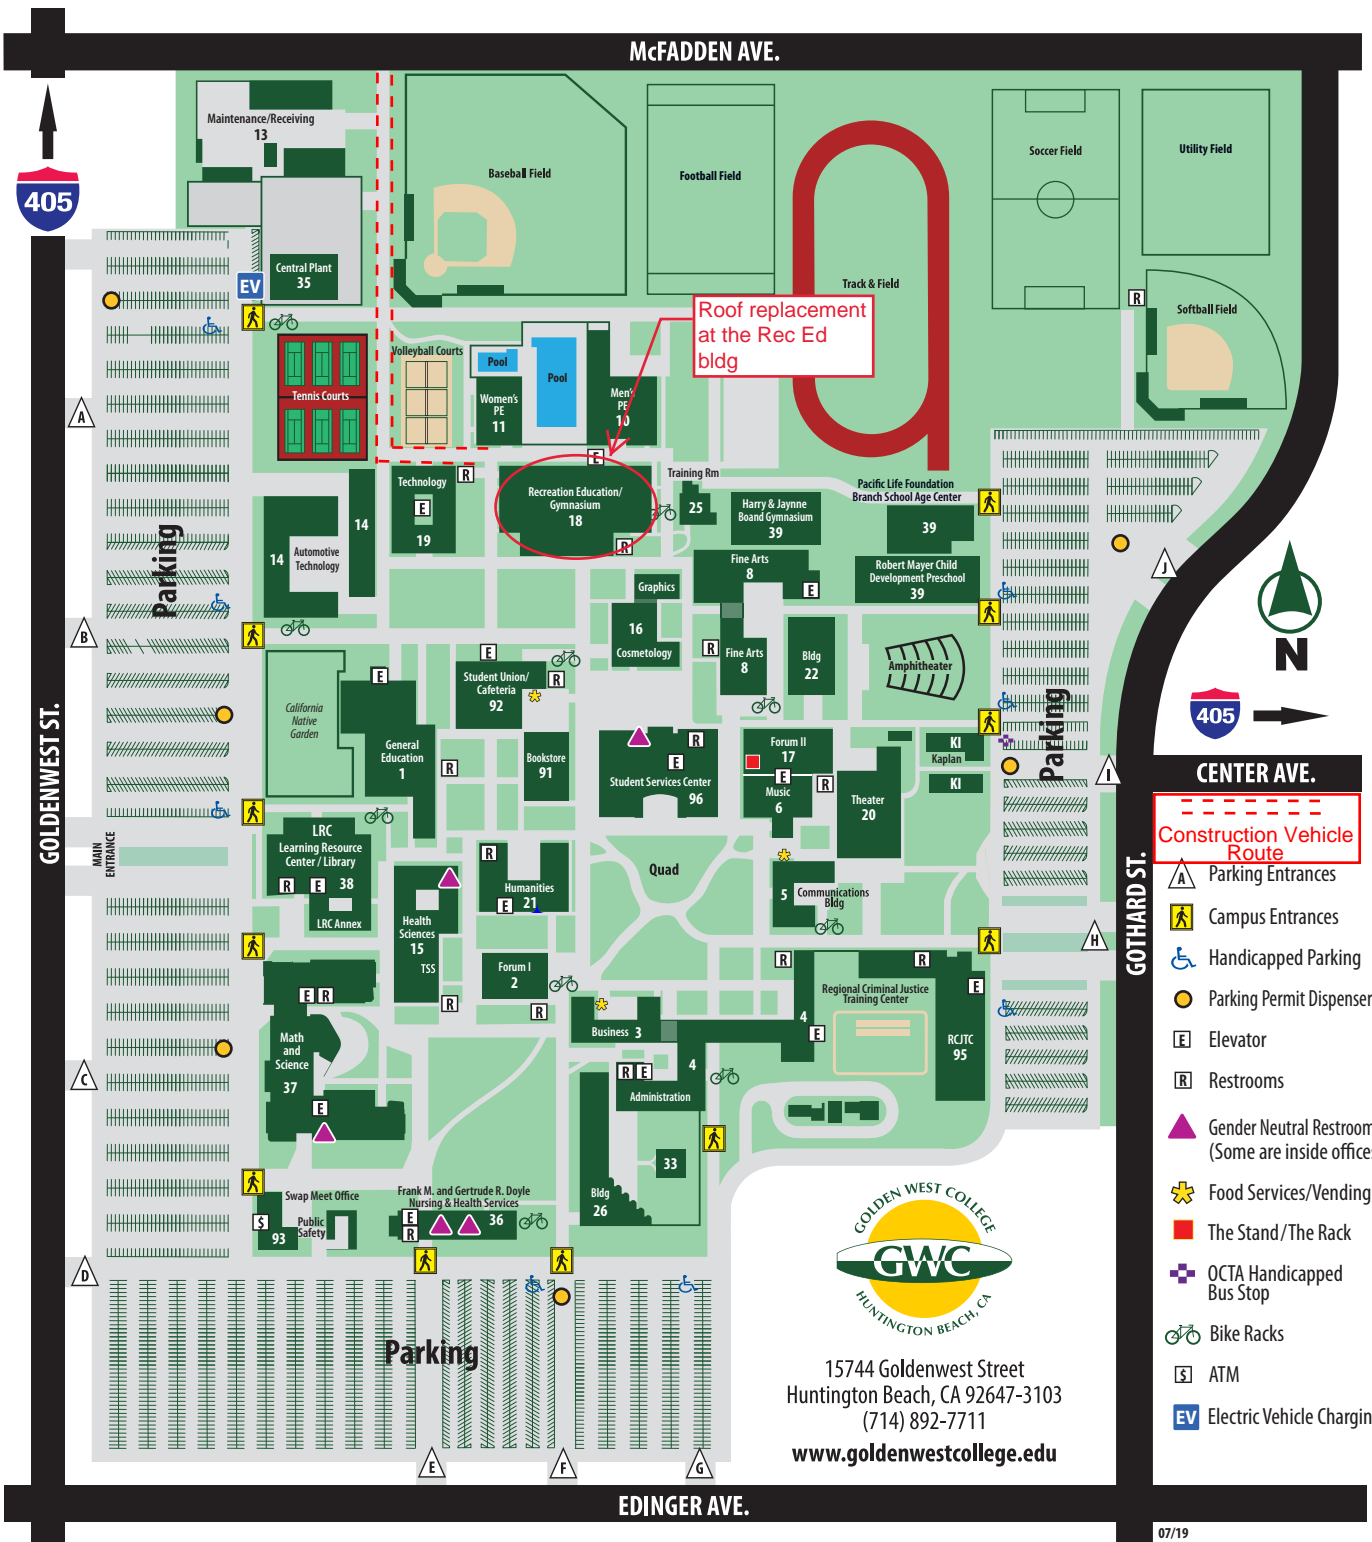 McFADDEN AVE.
Maintenance/Receiving
13
405
Baseball Field
Football Field
Soccer Field
Utility Field
Central Plant
35
EV
Track & Field
Roof replacement
at the Rec Ed
bldg
R
Softball Field
Volleyball Courts
Pool
Pool
Tennis Courts
Women's
PE
11
Men's
PE
10
A
E
Technology
E
19
R
Recreation Education/
Gymnasium
18
R
Training Rm
25
Harry & Jaynne
Boand Gymnasium
39
Pacific Life Foundation
Branch School Age Center
39
14
14
Automotive
Technology
Parking
Fine Arts
8
E
Robert Mayer Child
Development Preschool
39
J
Graphics
16
Cosmetology
B
R
Fine Arts
8
Bldg
22
Amphitheater
N
405
E
Student Union/
Cafeteria
92
R
California
Native
Garden
E
General
Education
1
R
Bookstore
91
R
E
Student Services Center
96
Forum II
17
E
Music
6
R
Theater
20
KI
Kaplan
KI
Parking
I
GOLDENWEST ST.
CENTER AVE.
Construction Vehicle
Route
MAIN
ENTRANCE
LRC
Learning Resource
Center / Library
R
E
38
LRC Annex
Health
Sciences
15
TSS
R
R
Humanities
E
21
Quad
5
Communications
Bldg
GOTHARD ST.
H
A
Parking Entrances
Campus Entrances
Handicapped Parking
Parking Permit Dispenser
E
Elevator
R
Restrooms
Gender Neutral Restroom
(Some are inside offices
Food Services/Vending
The Stand/The Rack
OCTA Handicapped
Bus Stop
Bike Racks
$
ATM
EV
Electric Vehicle Chargin
Forum I
2
R
Business 3
R
R
Regional Criminal Justice
Training Center
4
E
E
RCJTC
95
E R
Math
and
Science
37
E
C
R E
4
Administration
33
Bldg
26
Swap Meet Office
$
93
Public
Safety
Frank M. and Gertrude R. Doyle
Nursing & Health Services
E
R
36
D
GOLDEN WEST COLLEGE
GWC
HUNTINGTON BEACH, CA
Parking
15744 Goldenwest Street
Huntington Beach, CA 92647-3103
(714) 892-7711
www.goldenwestcollege.edu
E
F
G
EDINGER AVE.
07/19